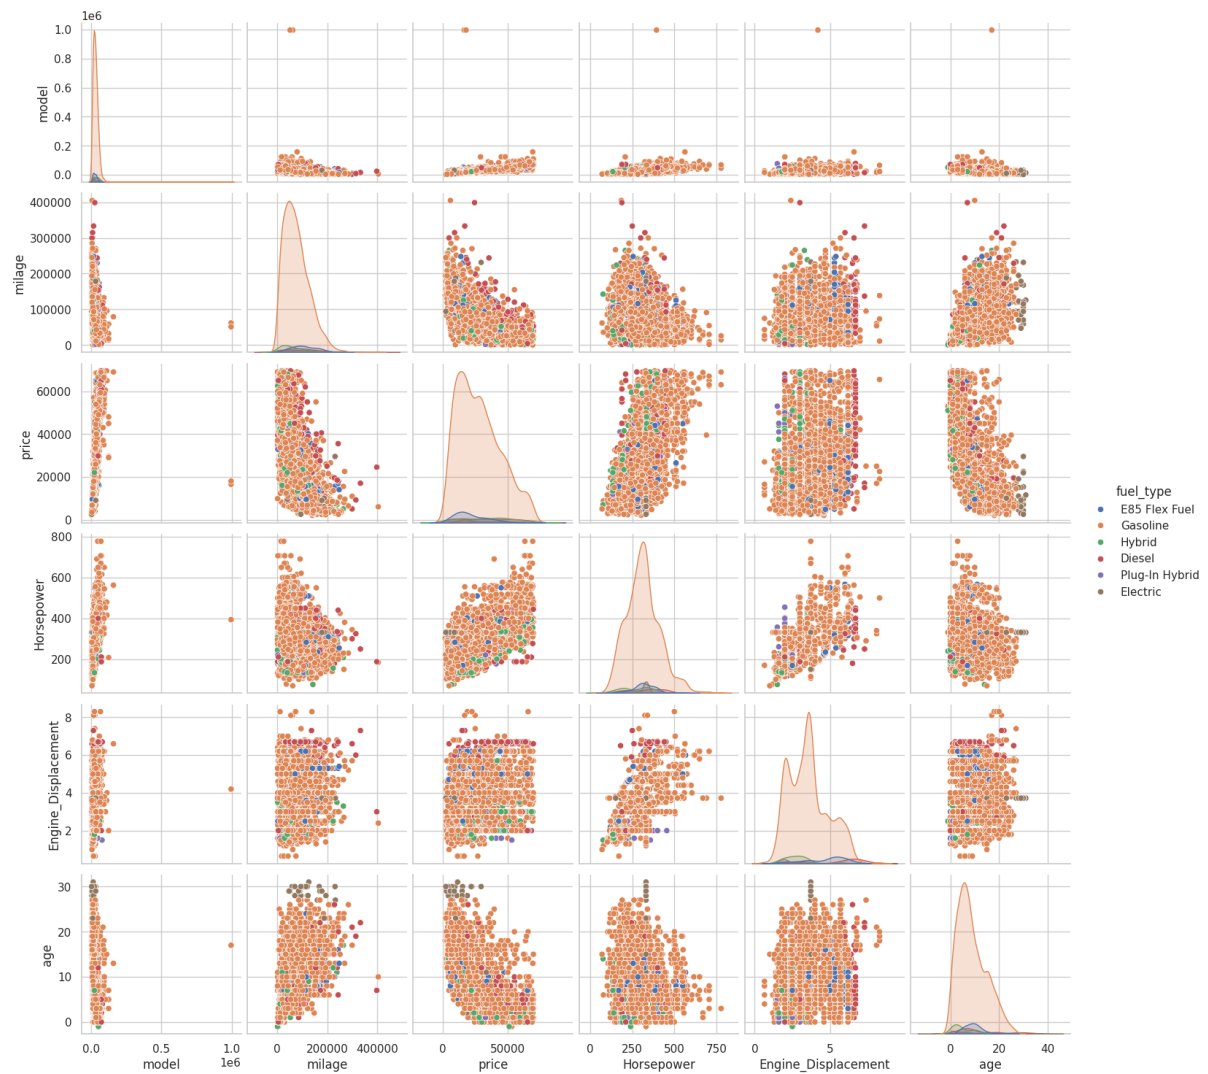 1e6
1.0
0.8
0.6
0.4
0.2
0.0
model
400000
300000
200000
100000
0
milage
60000
40000
20000
0
price
800
600
400
200
Horsepower
8
6
4
2
Engine_Displacement
30
20
10
0
age
fuel_type
E85 Flex Fuel
Gasoline
Hybrid
Diesel
Plug-In Hybrid
Electric
0.0 0.5 1.0
1e6
model
0 200000 400000
milage
0 50000
price
0 250 500 750
Horsepower
0 5
Engine_Displacement
0 20 40
age